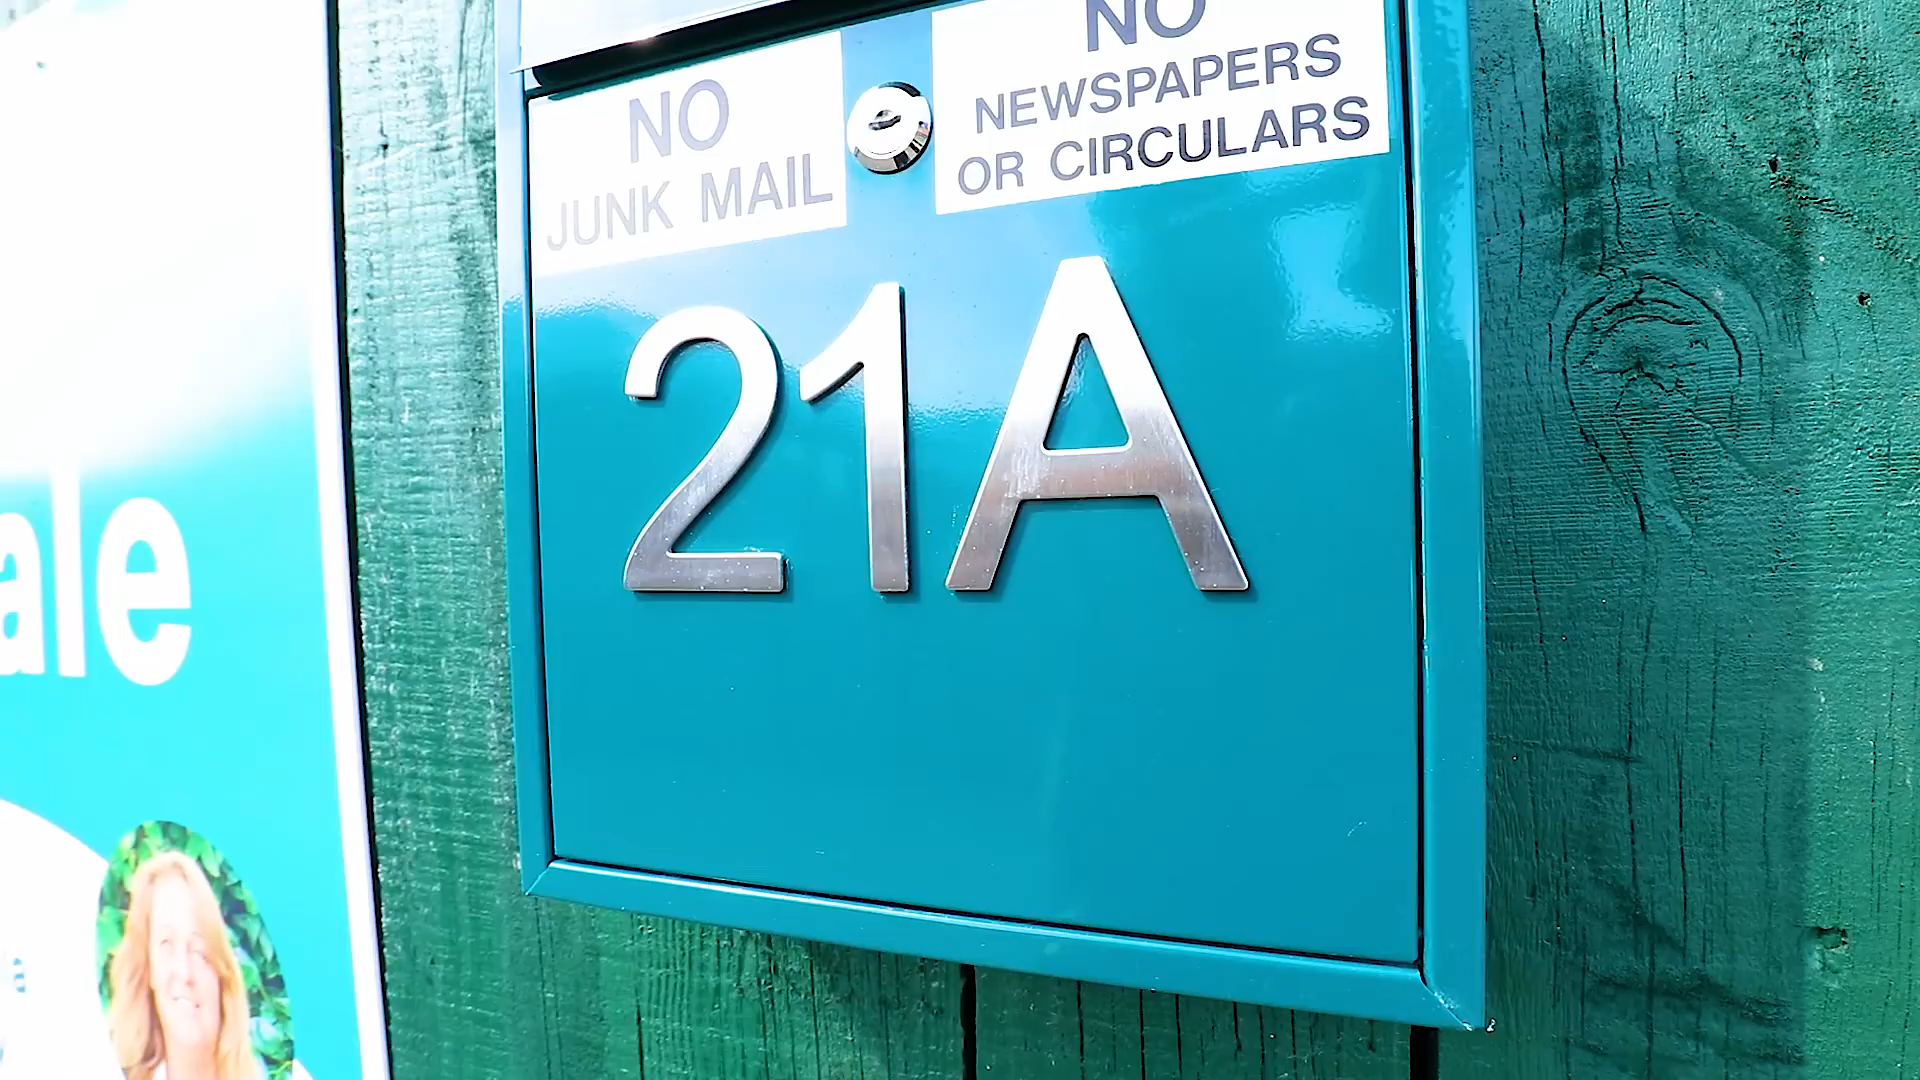 NO
JUNK MAIL
NO
NEWSPAPERS
OR CIRCULARS
21A
ale